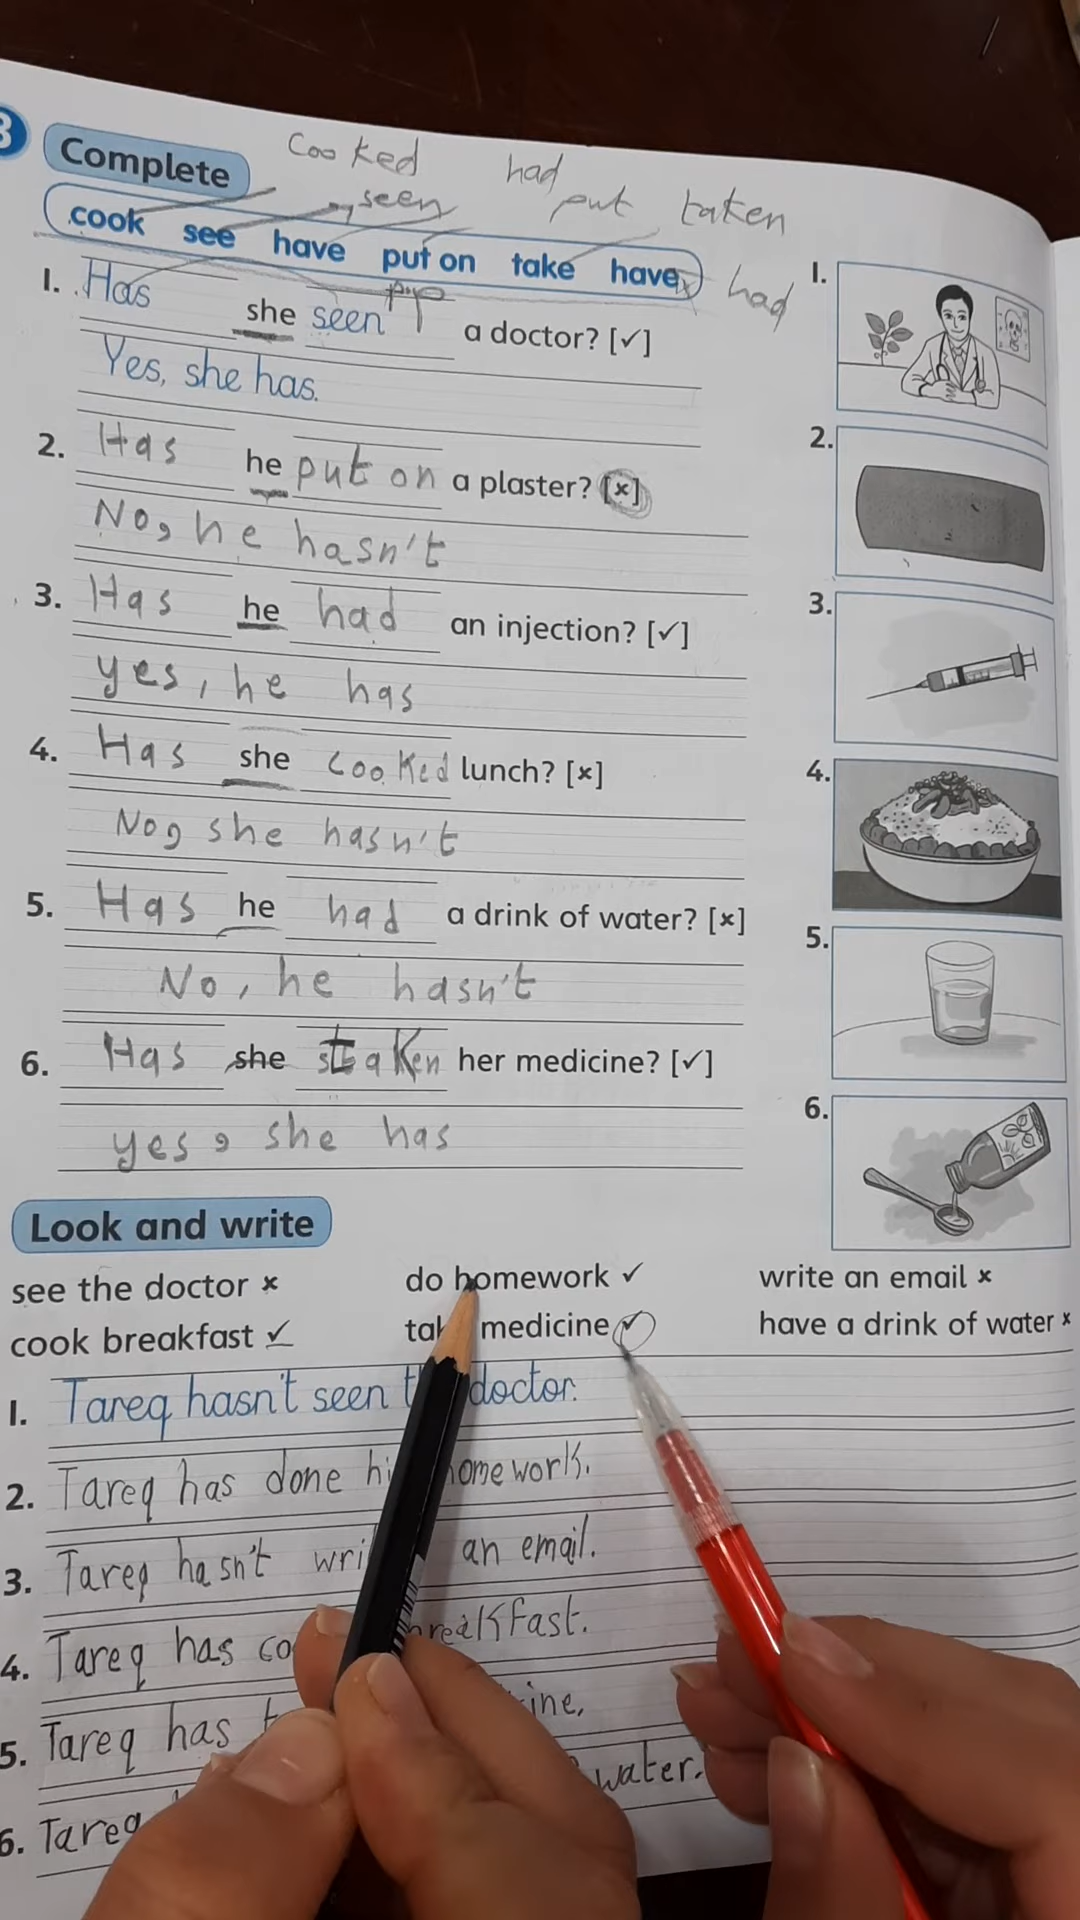 3
Complete
cooked had
seen put taken
cook see have put on take have
had
1. Has she seen a doctor? [✓]
Yes, she has.
2. Has he put on a plaster? [×]
No, he hasn't
3. Has he had an injection? [✓]
yes, he has
4. Has she cooked lunch? [×]
No, she hasn't
5. Has he had a drink of water? [×]
No, he hasn't
6. Has she taken her medicine? [✓]
yes, she has
1.
2.
3.
4.
5.
6.
Look and write
see the doctor × do homework ✓ write an email ×
cook breakfast ✓ medicine ✓ have a drink of water ×
1. Tareq hasn't seen doctor.
2. Tareq has done homework.
3. Tareq hasn't an email.
4. Tareq has breakfast.
5. Tareq has
6. Tareq water.